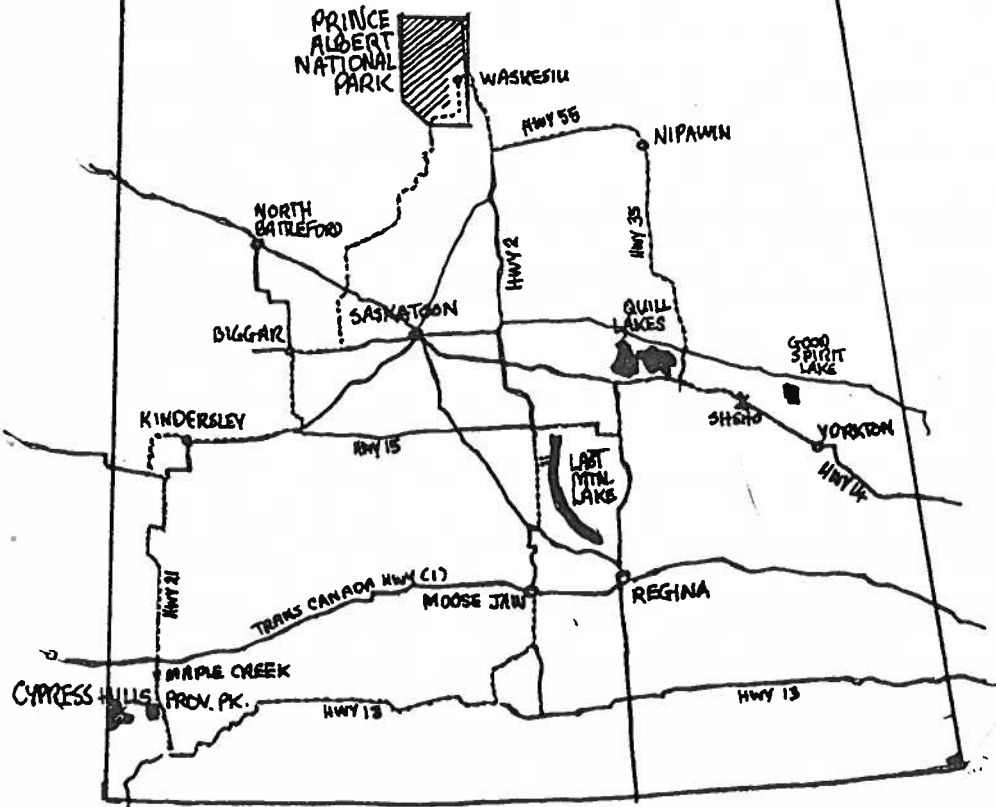 PRINCE
ALBERT
NATIONAL
PARK
WASKESIU
HWY 55
NIPAWIN
NORTH
BATTLEFORD
HWY 35
HWY 2
SASKATOON
QUILL
LAKES
BIGGAR
GOOD
SPIRIT
LAKE
KINDERSLEY
SHEHO
YORKTON
HWY 15
LAST
MTN.
LAKE
HWY 14
HWY 21
TRANS CANADA HWY (1)
MOOSE JAW
REGINA
MAPLE CREEK
CYPRESS HILLS PROV. PK.
HWY 13
HWY 13